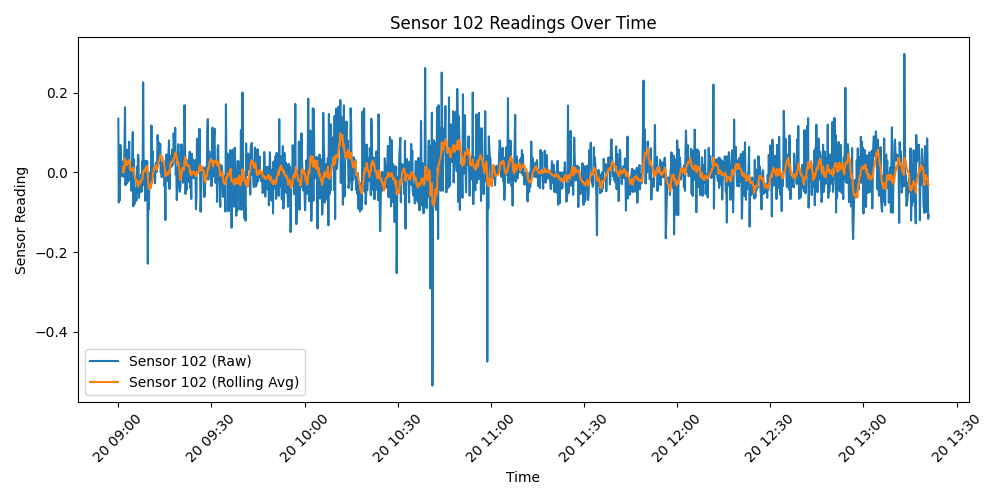 Sensor 102 Readings Over Time
Sensor Reading
0.2
0.0
−0.2
−0.4
Sensor 102 (Raw)
Sensor 102 (Rolling Avg)
20 09:00
20 09:30
20 10:00
20 10:30
20 11:00
20 11:30
20 12:00
20 12:30
20 13:00
20 13:30
Time